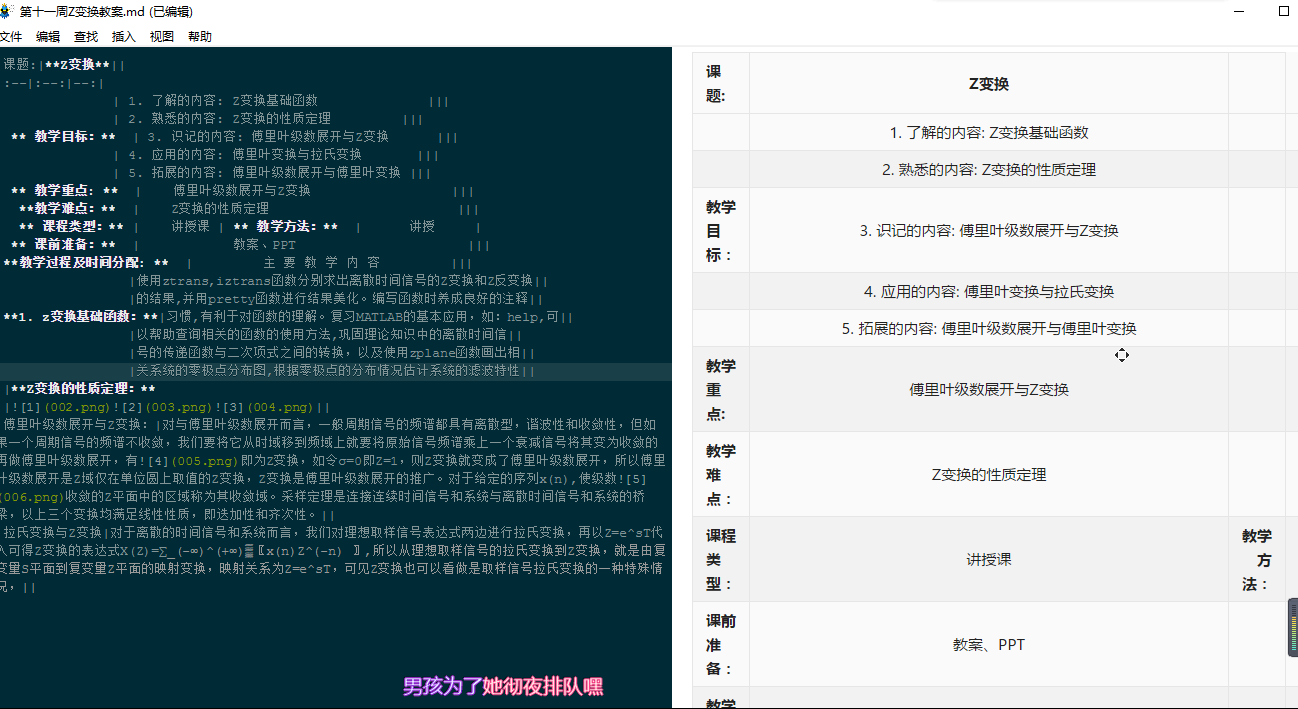 第十一周Z变换教案.md (已编辑)
文件 编辑 查找 插入 视图 帮助
课题:|**Z变换**||
:--|:--:|--:|
| 1. 了解的内容: Z变换基础函数 |||
| 2. 熟悉的内容: Z变换的性质定理 |||
** 教学目标: ** | 3. 识记的内容: 傅里叶级数展开与Z变换 |||
| 4. 应用的内容: 傅里叶变换与拉氏变换 |||
| 5. 拓展的内容: 傅里叶级数展开与傅里叶变换 |||
** 教学重点: ** | 傅里叶级数展开与Z变换 |||
**教学难点: ** | Z变换的性质定理 |||
** 课程类型: ** | 讲授课 | ** 教学方法: ** | 讲授 |
** 课前准备: ** | 教案、PPT |||
**教学过程及时间分配: ** | 主 要 教 学 内 容 |||
|使用ztrans,iztrans函数分别求出离散时间信号的Z变换和Z反变换||
|的结果,并用pretty函数进行结果美化。编写函数时养成良好的注释||
**1. z变换基础函数: **|习惯,有利于对函数的理解。复习MATLAB的基本应用，如: help,可||
|以帮助查询相关的函数的使用方法,巩固理论知识中的离散时间信||
|号的传递函数与二次项式之间的转换，以及使用zplane函数画出相||
|关系统的零极点分布图,根据零极点的分布情况估计系统的滤波特性||
|**Z变换的性质定理: **
|![1](002.png)![2](003.png)![3](004.png)||
傅里叶级数展开与Z变换: |对与傅里叶级数展开而言，一般周期信号的频谱都具有离散型，谐波性和收敛性，但如
果一个周期信号的频谱不收敛，我们要将它从时域移到频域上就要将原始信号频谱乘上一个衰减信号将其变为收敛的
再做傅里叶级数展开，有![4](005.png)即为Z变换，如令σ=0即Z=1，则Z变换就变成了傅里叶级数展开，所以傅里
叶级数展开是Z域仅在单位圆上取值的Z变换，Z变换是傅里叶级数展开的推广。对于给定的序列x(n),使级数![5]
(006.png)收敛的Z平面中的区域称为其收敛域。采样定理是连接连续时间信号和系统与离散时间信号和系统的桥
梁，以上三个变换均满足线性性质，即迭加性和齐次性。||
拉氏变换与Z变换|对于离散的时间信号和系统而言，我们对理想取样信号表达式两边进行拉氏变换，再以Z=e^sT代
入可得Z变换的表达式X(Z)=∑_(-∞)^(+∞)▒〖x(n)Z^(-n) 〗,所以从理想取样信号的拉氏变换到Z变换，就是由复
变量S平面到复变量Z平面的映射变换，映射关系为Z=e^sT，可见Z变换也可以看做是取样信号拉氏变换的一种特殊情
况，||
课
题:
Z变换
1. 了解的内容: Z变换基础函数
2. 熟悉的内容: Z变换的性质定理
教学
目
标：
3. 识记的内容: 傅里叶级数展开与Z变换
4. 应用的内容: 傅里叶变换与拉氏变换
5. 拓展的内容: 傅里叶级数展开与傅里叶变换
教学
重
点:
傅里叶级数展开与Z变换
教学
难
点：
Z变换的性质定理
课程
类
型：
讲授课
教学
方
法：
课前
准
备：
教案、PPT
教学
男孩为了她彻夜排队嘿